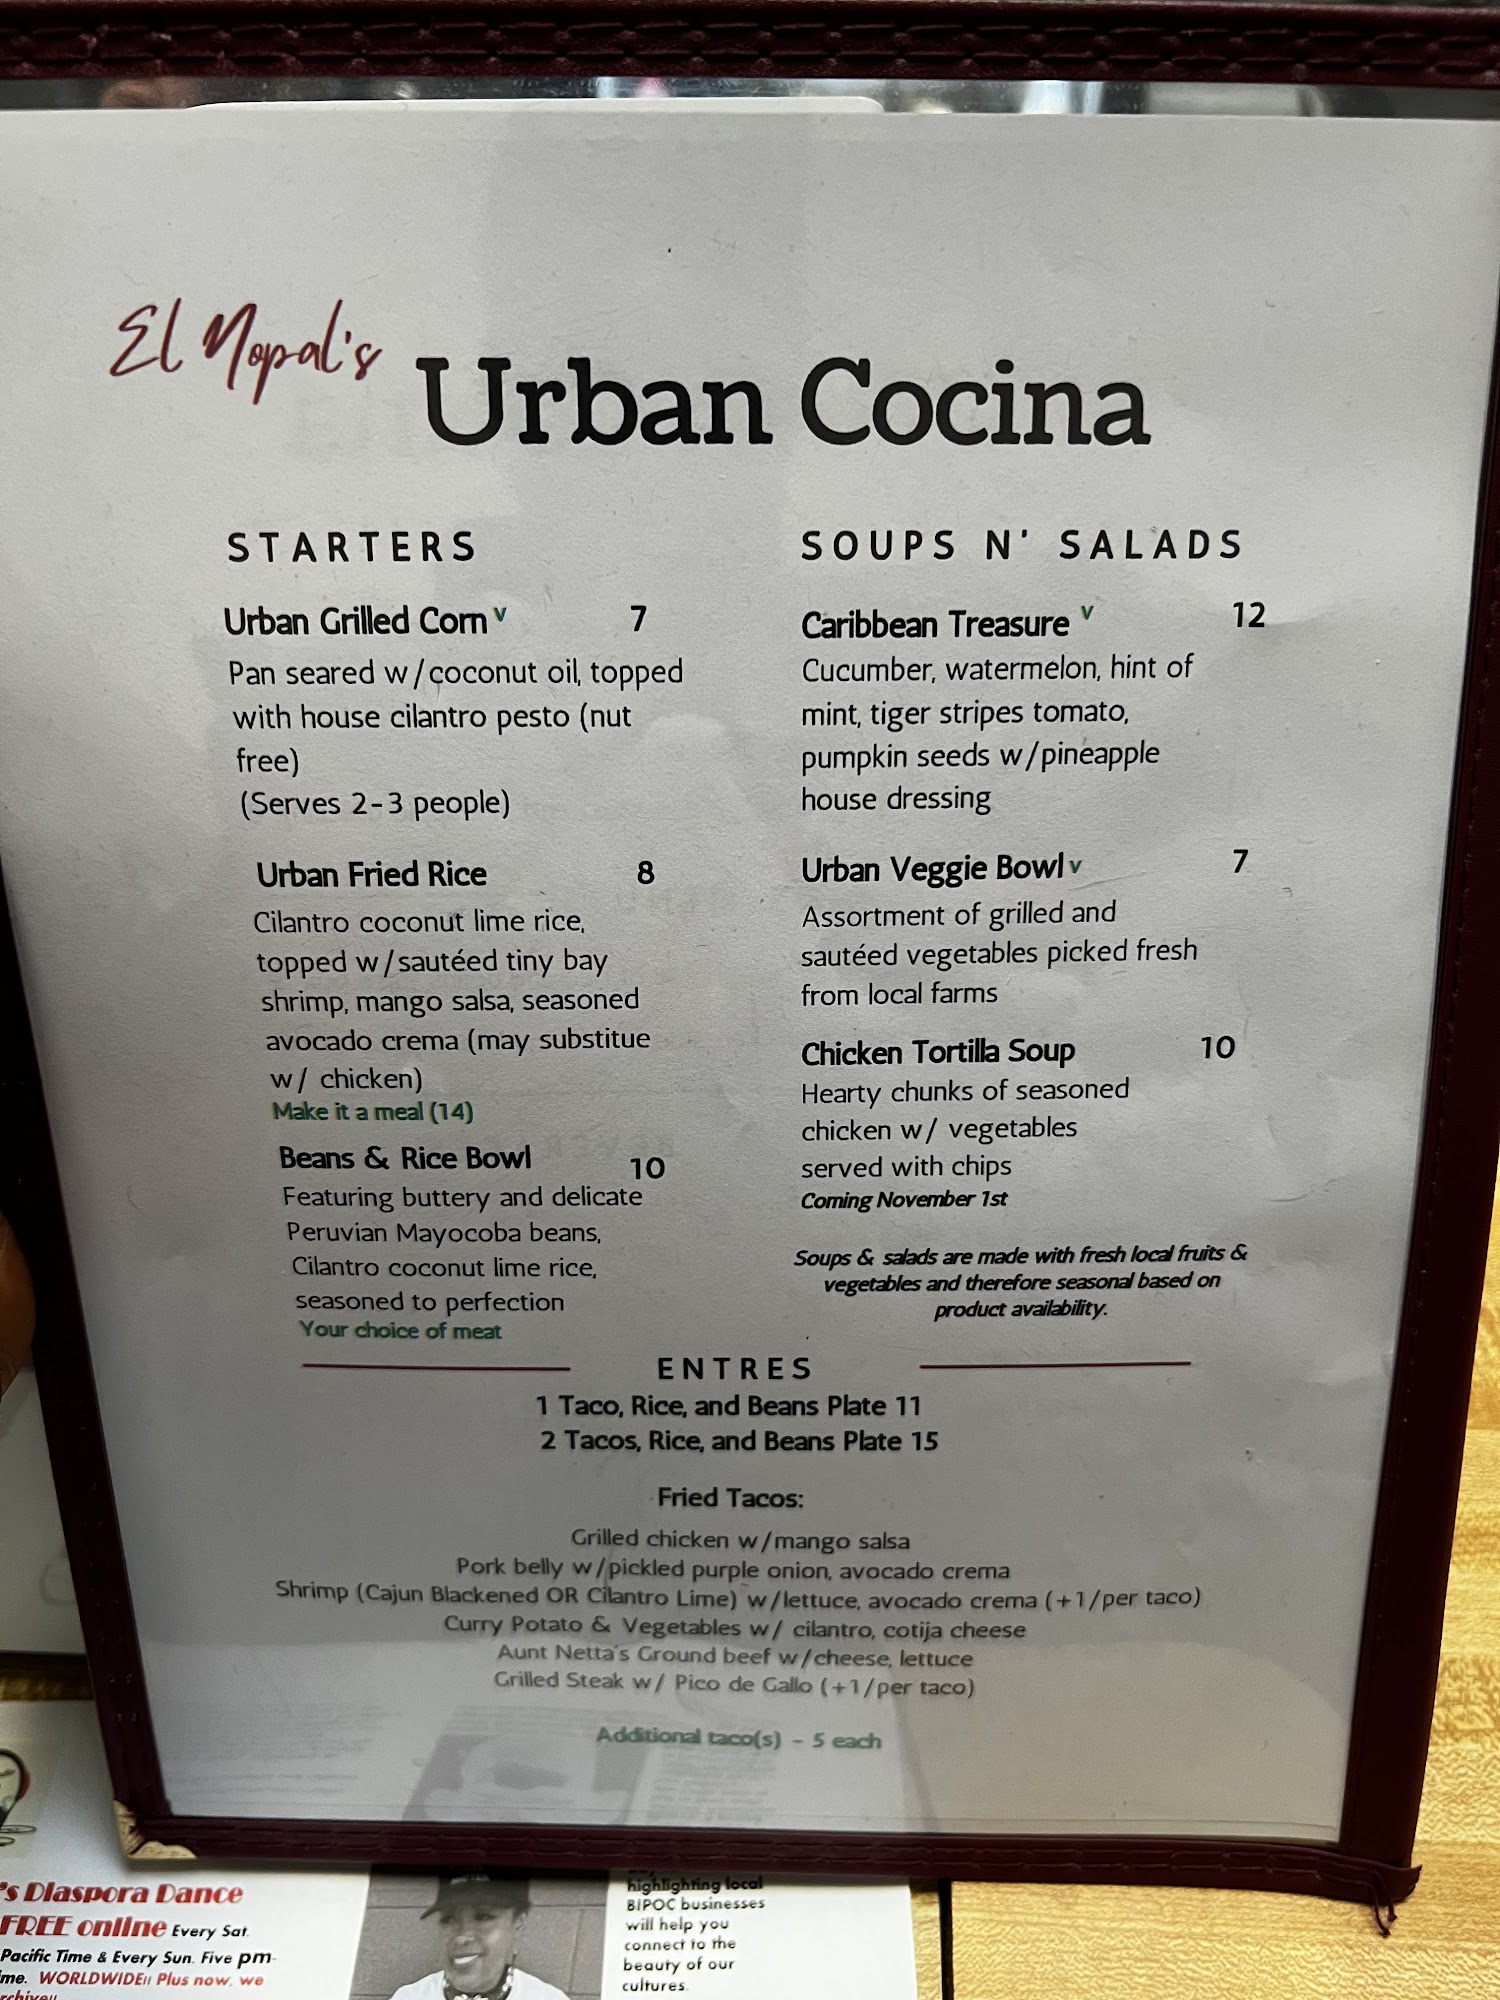 El Nopal's
Urban Cocina
STARTERS
Urban Grilled Corn V 7
Pan seared w/coconut oil, topped
with house cilantro pesto (nut
free)
(Serves 2-3 people)
Urban Fried Rice 8
Cilantro coconut lime rice,
topped w/sautéed tiny bay
shrimp, mango salsa, seasoned
avocado crema (may substitue
w/ chicken)
Make it a meal (14)
Beans & Rice Bowl 10
Featuring buttery and delicate
Peruvian Mayocoba beans,
Cilantro coconut lime rice,
seasoned to perfection
Your choice of meat
SOUPS N' SALADS
Caribbean Treasure V 12
Cucumber, watermelon, hint of
mint, tiger stripes tomato,
pumpkin seeds w/pineapple
house dressing
Urban Veggie Bowl V 7
Assortment of grilled and
sautéed vegetables picked fresh
from local farms
Chicken Tortilla Soup 10
Hearty chunks of seasoned
chicken w/ vegetables
served with chips
Coming November 1st
Soups & salads are made with fresh local fruits &
vegetables and therefore seasonal based on
product availability.
ENTRES
1 Taco, Rice, and Beans Plate 11
2 Tacos, Rice, and Beans Plate 15
Fried Tacos:
Grilled chicken w/mango salsa
Pork belly w/pickled purple onion, avocado crema
Shrimp (Cajun Blackened OR Cilantro Lime) w/lettuce, avocado crema (+1/per taco)
Curry Potato & Vegetables w/ cilantro, cotija cheese
Aunt Netta's Ground beef w/cheese, lettuce
Grilled Steak w/ Pico de Gallo (+1/per taco)
Additional taco(s) - 5 each
's Diaspora Dance
FREE online Every Sat.
Pacific Time & Every Sun. Five pm-
me. WORLDWIDE!! Plus now, we
highlighting local
BIPOC businesses
will help you
connect to the
beauty of our
cultures.